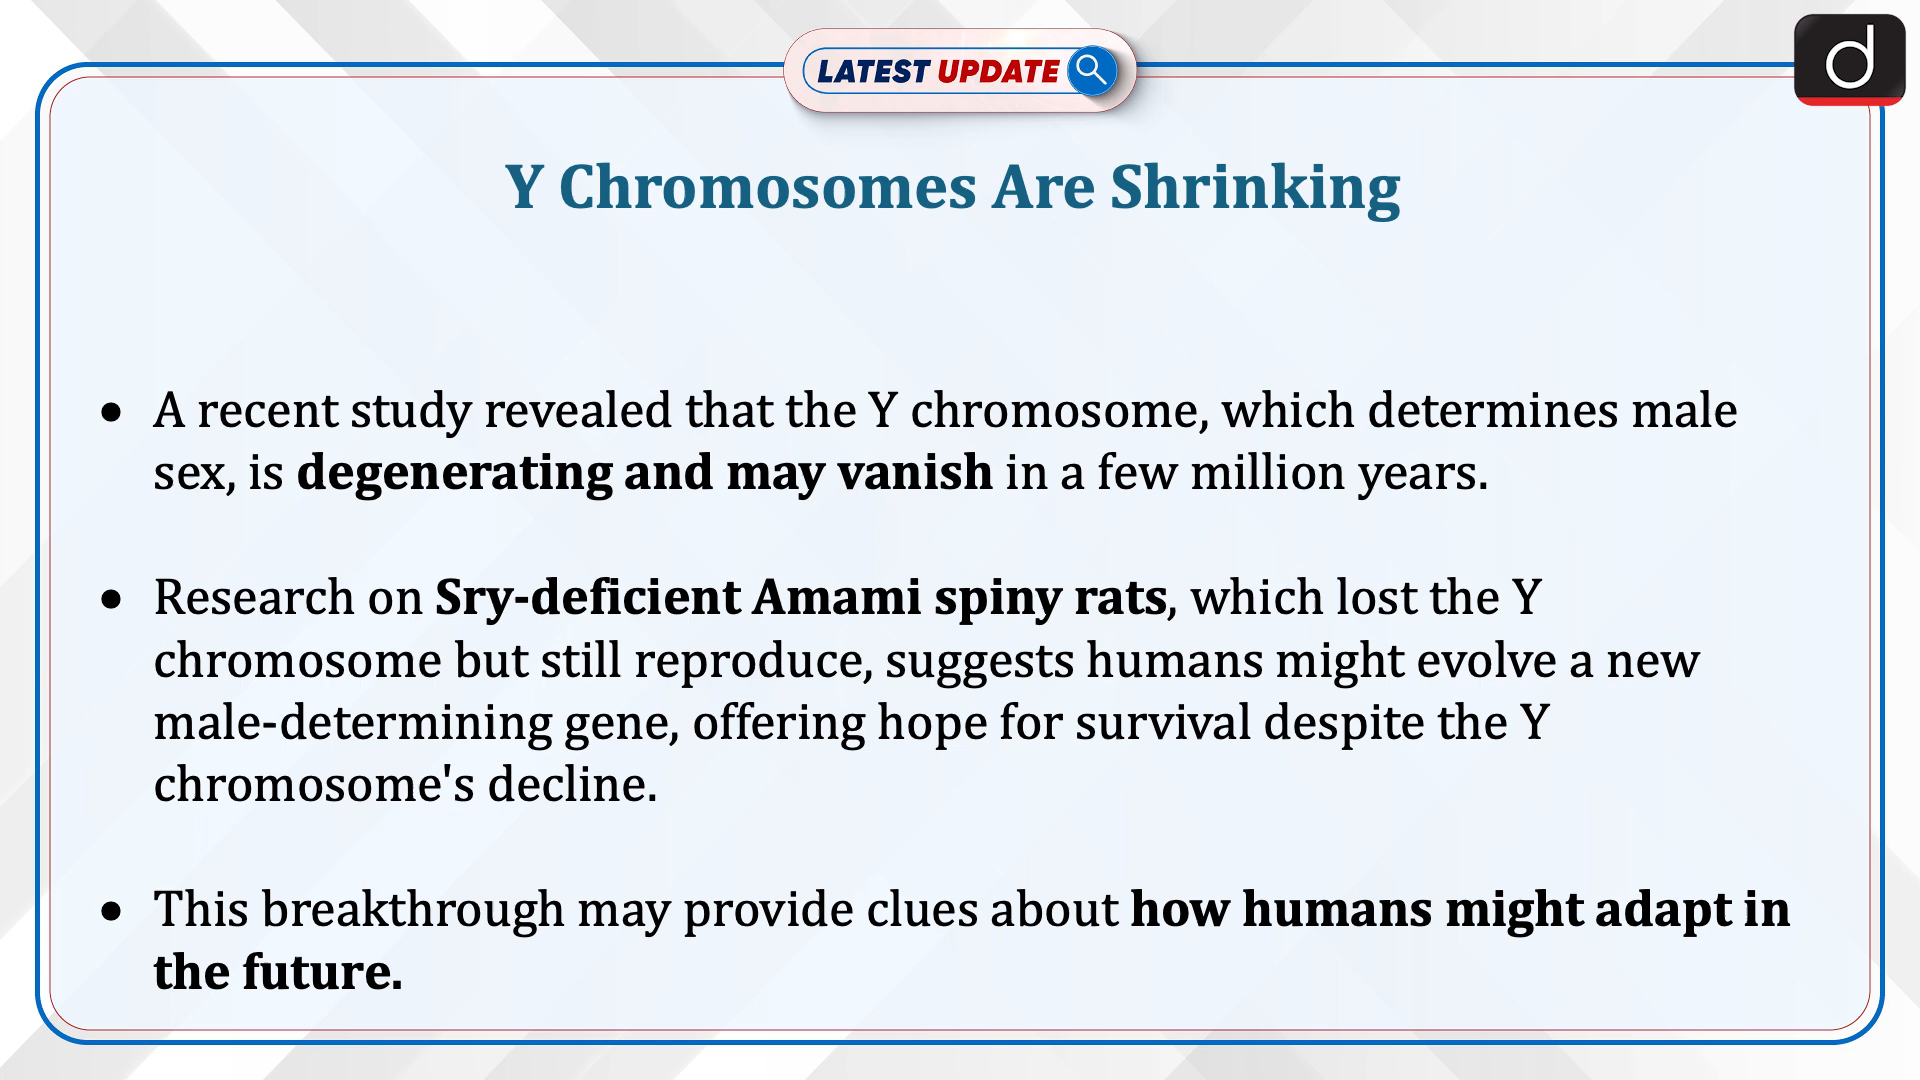 LATEST UPDATE
d
Y Chromosomes Are Shrinking
• A recent study revealed that the Y chromosome, which determines male
sex, is degenerating and may vanish in a few million years.
• Research on Sry-deficient Amami spiny rats, which lost the Y
chromosome but still reproduce, suggests humans might evolve a new
male-determining gene, offering hope for survival despite the Y
chromosome's decline.
• This breakthrough may provide clues about how humans might adapt in
the future.